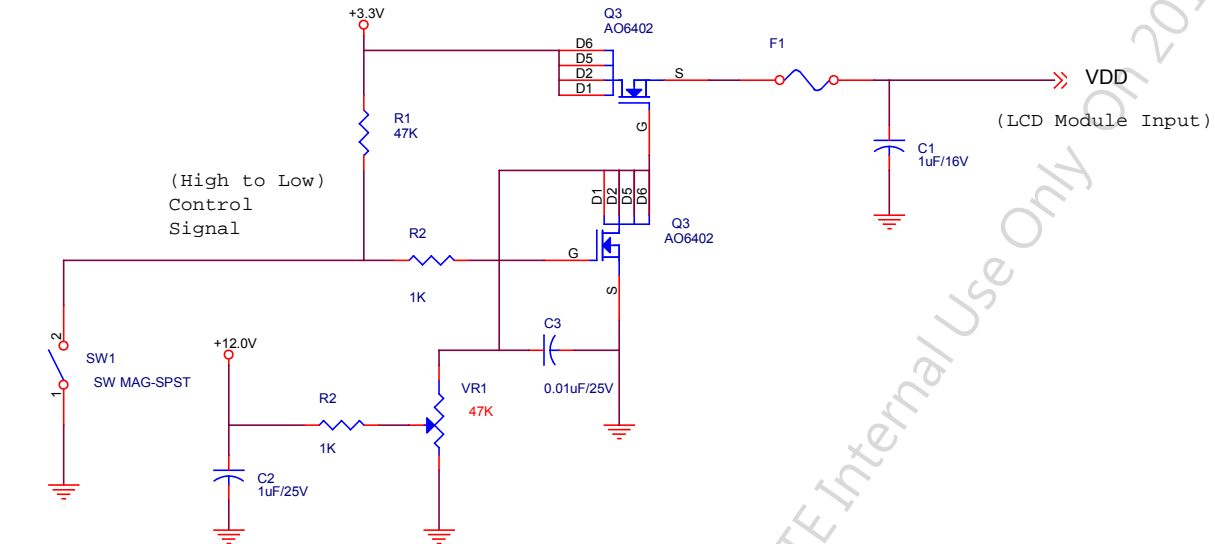 +3.3V
Q3
AO6402
D6
D5
D2
D1
S
G
F1
VDD
(LCD Module Input)
C1
1uF/16V
R1
47K
(High to Low)
Control
Signal
D1
D2
D5
D6
Q3
AO6402
R2
1K
G
S
C3
0.01uF/25V
2
SW1
SW MAG-SPST
1
+12.0V
R2
1K
VR1
47K
C2
1uF/25V
TE Internal Use Only On 201